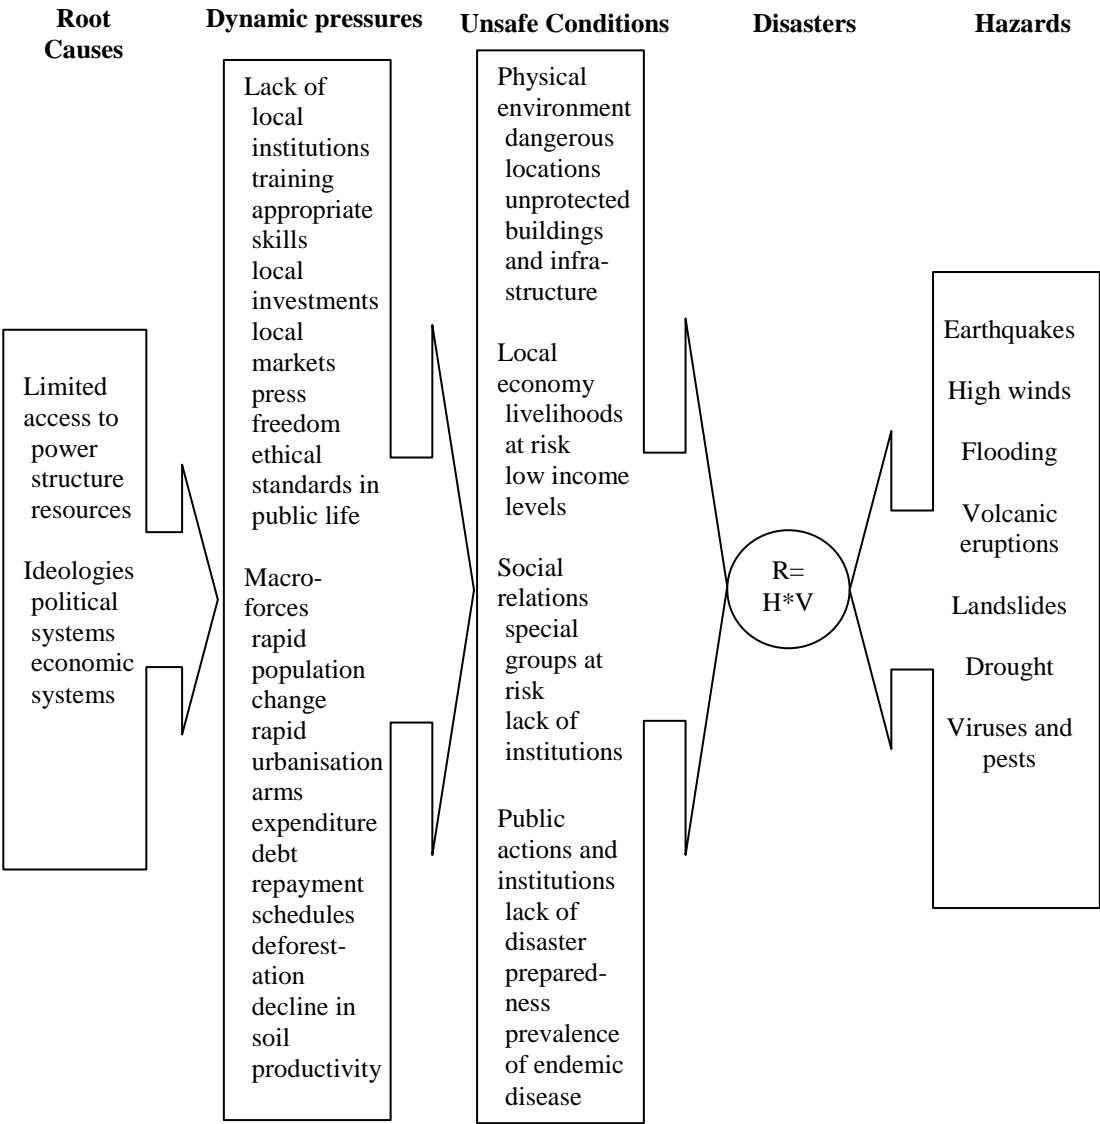 Root
Causes
Dynamic pressures
Unsafe Conditions
Disasters
Hazards
Limited
access to
power
structure
resources
Ideologies
political
systems
economic
systems
Lack of
local
institutions
training
appropriate
skills
local
investments
local
markets
press
freedom
ethical
standards in
public life
Macro-
forces
rapid
population
change
rapid
urbanisation
arms
expenditure
debt
repayment
schedules
deforest-
ation
decline in
soil
productivity
Physical
environment
dangerous
locations
unprotected
buildings
and infra-
structure
Local
economy
livelihoods
at risk
low income
levels
Social
relations
special
groups at
risk
lack of
institutions
Public
actions and
institutions
lack of
disaster
prepared-
ness
prevalence
of endemic
disease
R=
H*V
Earthquakes
High winds
Flooding
Volcanic
eruptions
Landslides
Drought
Viruses and
pests